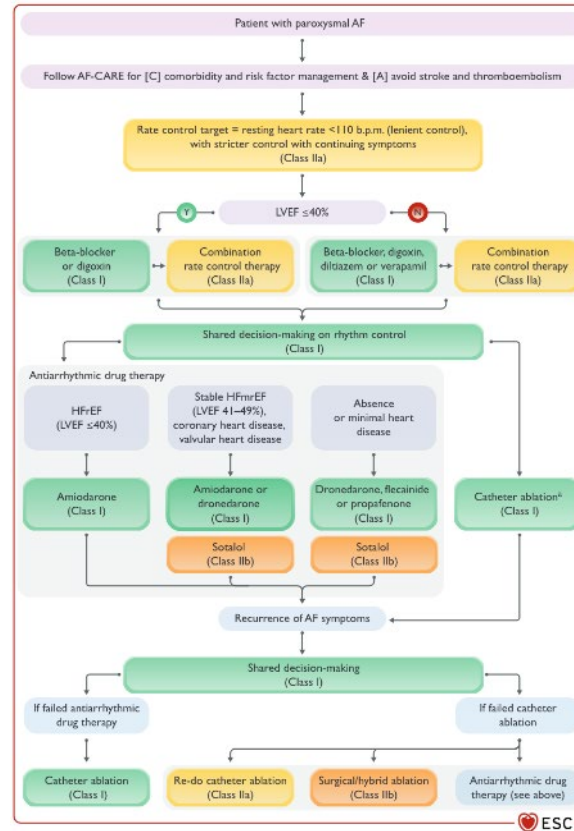 Patient with paroxysmal AF
Follow AF-CARE for [C] comorbidity and risk factor management & [A] avoid stroke and thromboembolism
Rate control target = resting heart rate <110 b.p.m. (lenient control),
with stricter control with continuing symptoms
(Class IIa)
Y
LVEF ≤40%
N
Beta-blocker
or digoxin
(Class I)
Combination
rate control therapy
(Class IIa)
Beta-blocker, digoxin,
diltiazem or verapamil
(Class I)
Combination
rate control therapy
(Class IIa)
Shared decision-making on rhythm control
(Class I)
Antiarrhythmic drug therapy
HFrEF
(LVEF ≤40%)
Stable HFmrEF
(LVEF 41–49%),
coronary heart disease,
valvular heart disease
Absence
or minimal heart
disease
Amiodarone
(Class I)
Amiodarone or
dronedarone
(Class I)
Dronedarone, flecainide
or propafenone
(Class I)
Catheter ablation
(Class I)
Sotalol
(Class IIb)
Sotalol
(Class IIb)
Recurrence of AF symptoms
Shared decision-making
(Class I)
If failed antiarrhythmic
drug therapy
If failed catheter
ablation
Catheter ablation
(Class I)
Re-do catheter ablation
(Class IIa)
Surgical/hybrid ablation
(Class IIb)
Antiarrhythmic drug
therapy (see above)
ESC